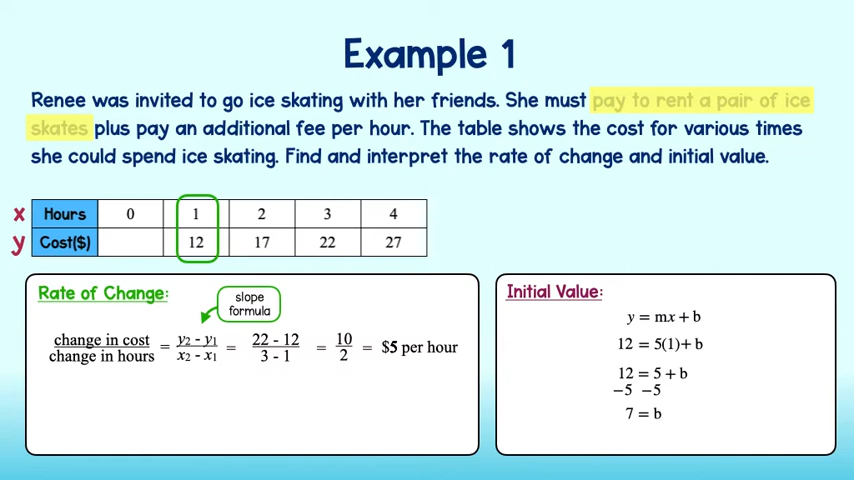 Example 1
Renee was invited to go ice skating with her friends. She must pay to rent a pair of ice
skates plus pay an additional fee per hour. The table shows the cost for various times
she could spend ice skating. Find and interpret the rate of change and initial value.
x Hours 0 1 2 3 4
y Cost($) 12 17 22 27
Rate of Change:
slope
formula
change in cost / change in hours = y₂ - y₁ / x₂ - x₁ = 22 - 12 / 3 - 1 = 10 / 2 = $5 per hour
Initial Value:
y = mx + b
12 = 5(1)+ b
12 = 5 + b
−5 −5
7 = b